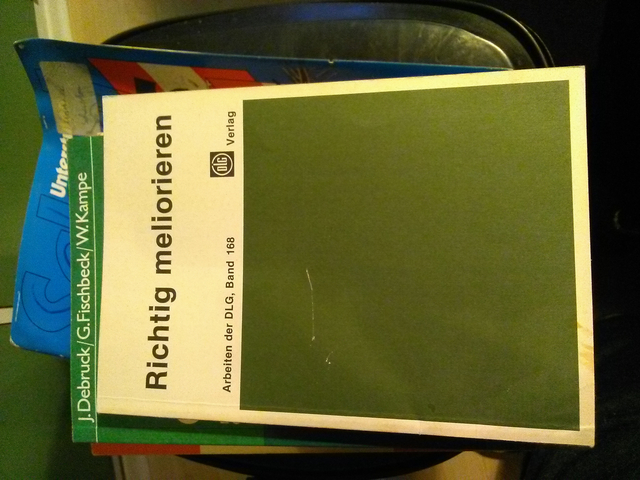 Richtig meliorieren
Arbeiten der DLG, Band 168
DLG
Verlag
J. Debruck/G. Fischbeck/W. Kampe